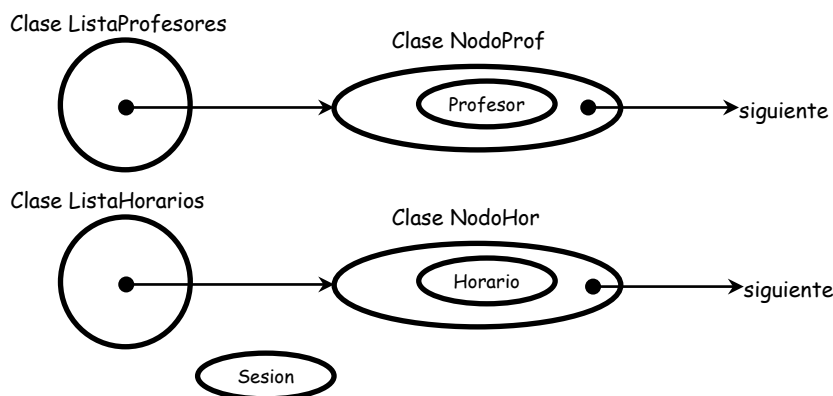 Clase ListaProfesores
Clase NodoProf
Profesor
siguiente
Clase ListaHorarios
Clase NodoHor
Horario
siguiente
Sesion